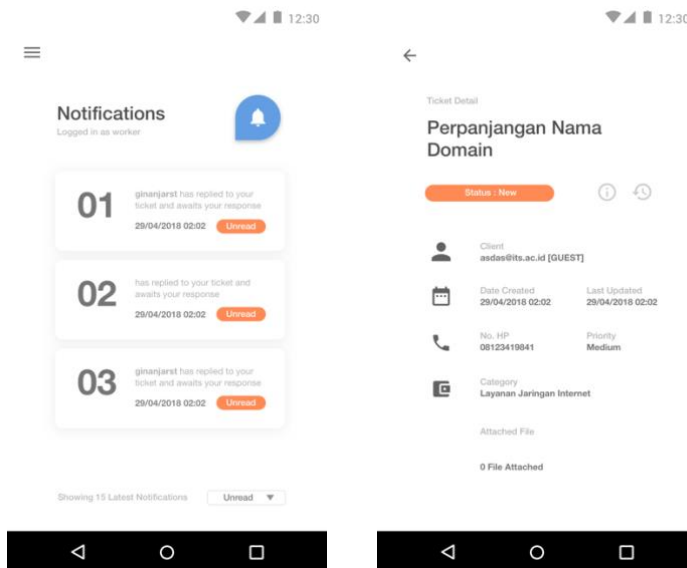 12:30
Notifications
Logged in as worker
01
ginanjarst has replied to your
ticket and awaits your response
29/04/2018 02:02 Unread
02
has replied to your ticket and
awaits your response
29/04/2018 02:02 Unread
03
ginanjarst has replied to your
ticket and awaits your response
29/04/2018 02:02 Unread
Showing 15 Latest Notifications Unread
12:30
Ticket Detail
Perpanjangan Nama
Domain
Status : New
Client
asdas@its.ac.id [GUEST]
Date Created Last Updated
29/04/2018 02:02 29/04/2018 02:02
No. HP Priority
08123419841 Medium
Category
Layanan Jaringan Internet
Attached File
0 File Attached